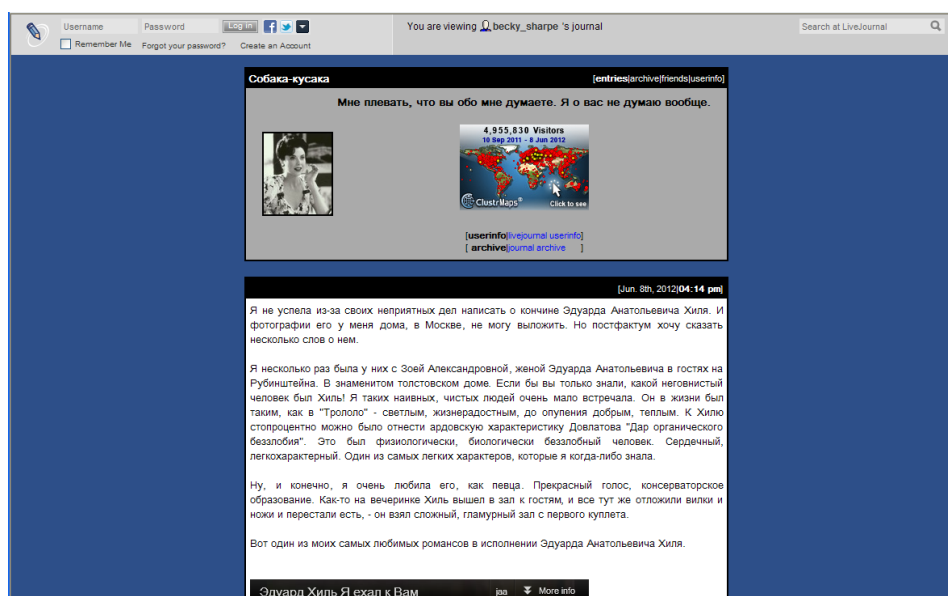 Username Password Log in You are viewing becky_sharpe 's journal Search at LiveJournal
Remember Me Forgot your password? Create an Account
Собака-кусака [entries|archive|friends|userinfo]
Мне плевать, что вы обо мне думаете. Я о вас не думаю вообще.
4,955,830 Visitors
10 Sep 2011 - 8 Jun 2012
ClustrMaps® Click to see
[userinfo|livejournal userinfo]
[ archive|journal archive ]
[Jun. 8th, 2012|04:14 pm]
Я не успела из-за своих неприятных дел написать о кончине Эдуарда Анатольевича Хиля. И
фотографии его у меня дома, в Москве, не могу выложить. Но постфактум хочу сказать
несколько слов о нем.
Я несколько раз была у них с Зоей Александровной, женой Эдуарда Анатольевича в гостях на
Рубинштейна. В знаменитом толстовском доме. Если бы вы только знали, какой неговнистый
человек был Хиль! Я таких наивных, чистых людей очень мало встречала. Он в жизни был
таким, как в "Трололо" - светлым, жизнерадостным, до опупения добрым, теплым. К Хилю
стопроцентно можно было отнести ардовскую характеристику Довлатова "Дар органического
беззлобия". Это был физиологически, биологически беззлобный человек. Сердечный,
легкохарактерный. Один из самых легких характеров, которые я когда-либо знала.
Ну, и конечно, я очень любила его, как певца. Прекрасный голос, консерваторское
образование. Как-то на вечеринке Хиль вышел в зал к гостям, и все тут же отложили вилки и
ножи и перестали есть, - он взял сложный, гламурный зал с первого куплета.
Вот один из моих самых любимых романсов в исполнении Эдуарда Анатольевича Хиля.
Эдуард Хиль Я ехал к Вам jaa More info